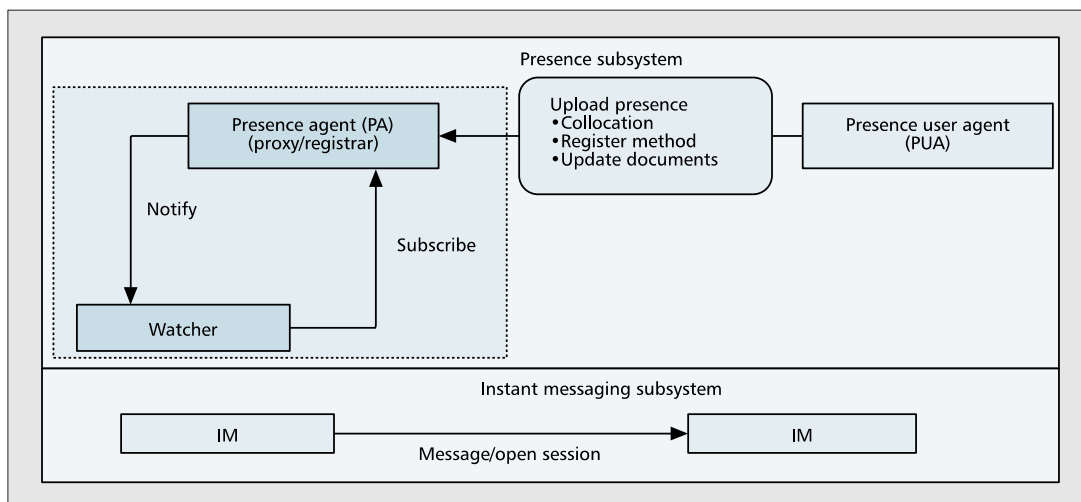 Presence subsystem
Presence agent (PA)
(proxy/registrar)
Upload presence
•Collocation
•Register method
•Update documents
Presence user agent
(PUA)
Notify
Subscribe
Watcher
Instant messaging subsystem
IM
IM
Message/open session